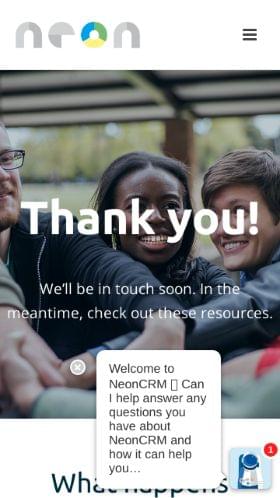 neon
Thank you!
We'll be in touch soon. In the
meantime, check out these resources.
Welcome to
NeonCRM ▯ Can
I help answer any
questions you
have about
NeonCRM and
how it can help
you...
1
What happens